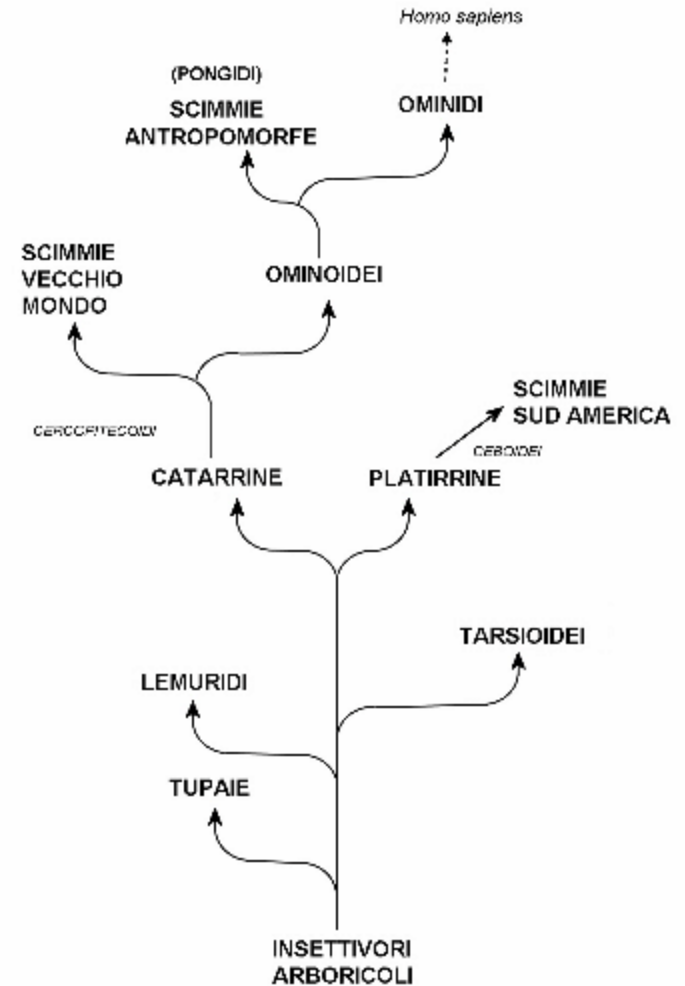 Homo sapiens
(PONGIDI)
SCIMMIE
ANTROPOMORFE
OMINIDI
SCIMMIE
VECCHIO
MONDO
OMINOIDEI
SCIMMIE
SUD AMERICA
CERCOPITECOIDI
CEBOIDEI
CATARRINE
PLATIRRINE
TARSIOIDEI
LEMURIDI
TUPAIE
INSETTIVORI
ARBORICOLI